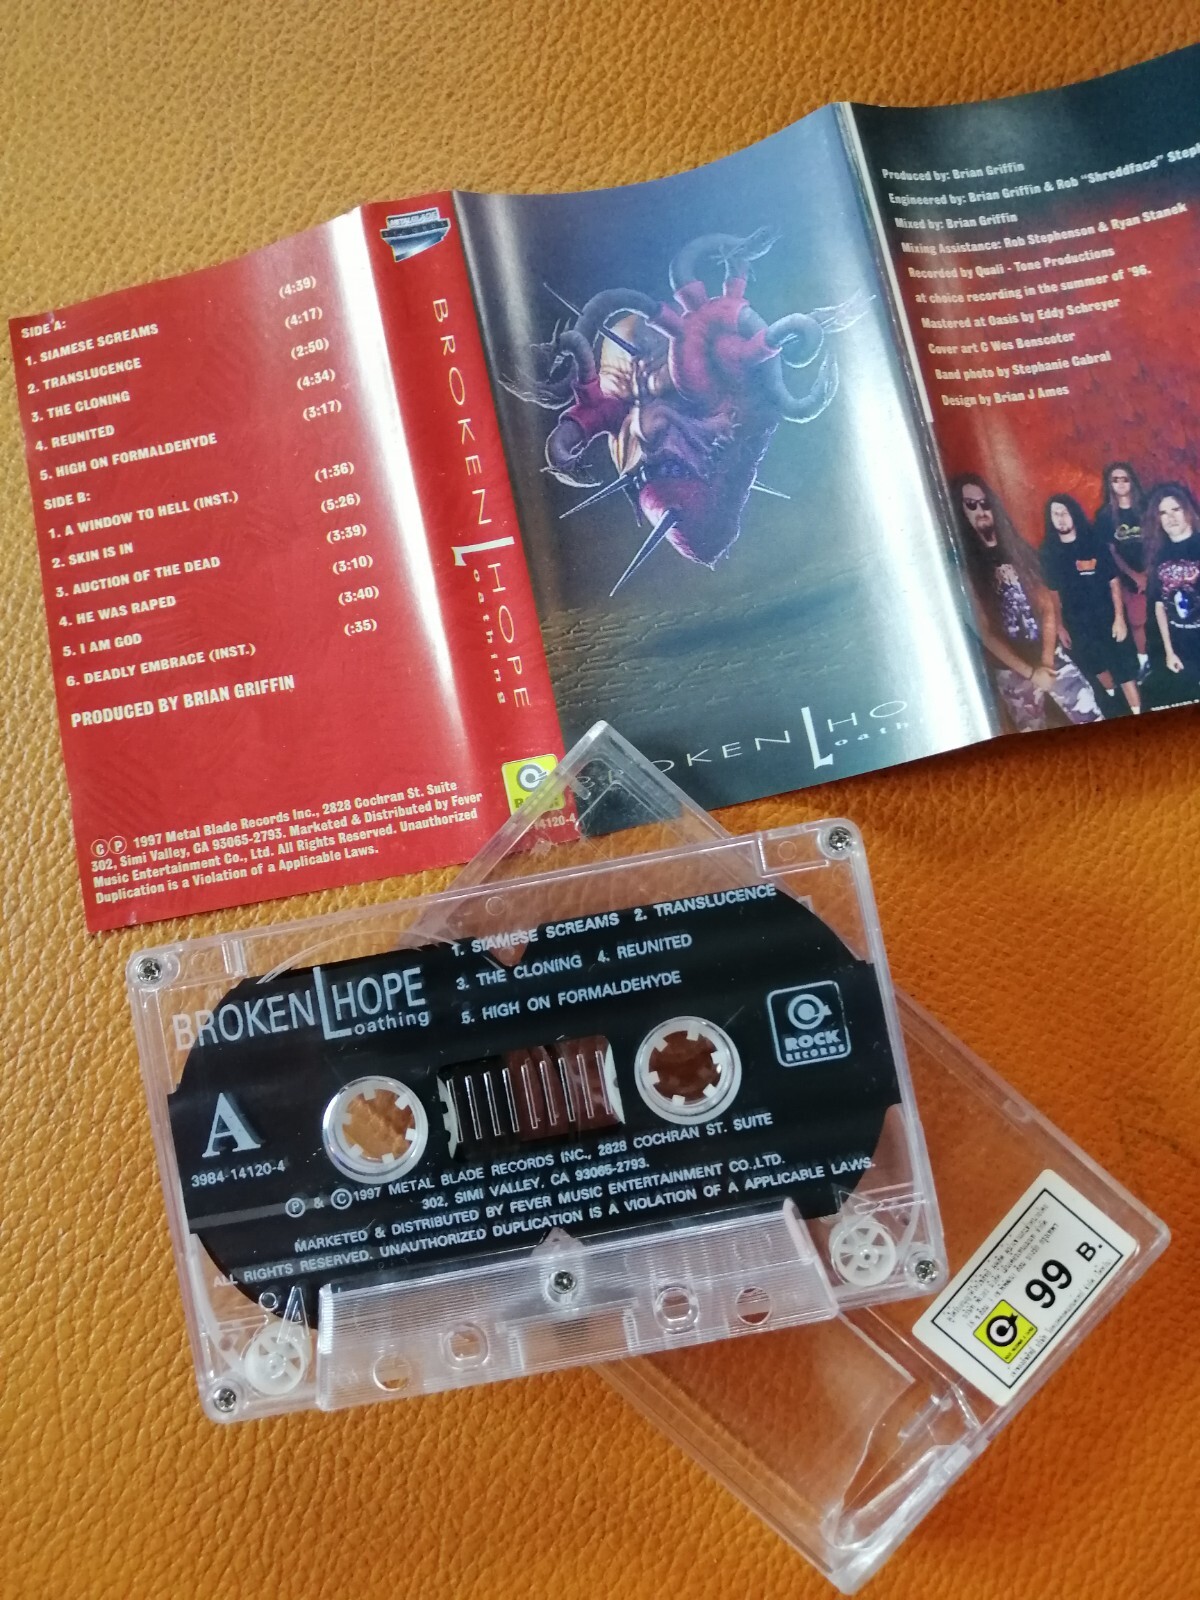 SIDE A:
1. SIAMESE SCREAMS (4:39)
2. TRANSLUCENCE (4:17)
3. THE CLONING (2:50)
4. REUNITED (4:34)
5. HIGH ON FORMALDEHYDE (3:17)
SIDE B:
1. A WINDOW TO HELL (INST.) (1:36)
2. SKIN IS IN (5:26)
3. AUCTION OF THE DEAD (3:39)
4. HE WAS RAPED (3:10)
5. I AM GOD (3:40)
6. DEADLY EMBRACE (INST.) (:35)
PRODUCED BY BRIAN GRIFFIN
Ⓒ Ⓟ 1997 Metal Blade Records Inc., 2828 Cochran St. Suite
302, Simi Valley, CA 93065-2793. Marketed & Distributed by Fever
Music Entertainment Co., Ltd. All Rights Reserved. Unauthorized
Duplication is a Violation of a Applicable Laws.
METAL BLADE
RECORDS
BROKEN HOPE
Loathing
14120-4
OKEN HO
Loath
Produced by: Brian Griffin
Engineered by: Brian Griffin & Rob "Shreddface" Steph
Mixed by: Brian Griffin
Mixing Assistance: Rob Stephenson & Ryan Stanek
Recorded by Quali - Tone Productions
at choice recording in the summer of '96.
Mastered at Oasis by Eddy Schreyer
Cover art © Wes Benscoter
Band photo by Stephanie Cabral
Design by Brian J Ames
BROKEN HOPE
Loathing
1. SIAMESE SCREAMS 2. TRANSLUCENCE
3. THE CLONING 4. REUNITED
5. HIGH ON FORMALDEHYDE
ROCK
RECORDS
A
3984-14120-4
Ⓟ & Ⓒ 1997 METAL BLADE RECORDS INC., 2828 COCHRAN ST. SUITE
302, SIMI VALLEY, CA 93065-2793.
MARKETED & DISTRIBUTED BY FEVER MUSIC ENTERTAINMENT CO.,LTD.
ALL RIGHTS RESERVED. UNAUTHORIZED DUPLICATION IS A VIOLATION OF A APPLICABLE LAWS.
A
99 B.